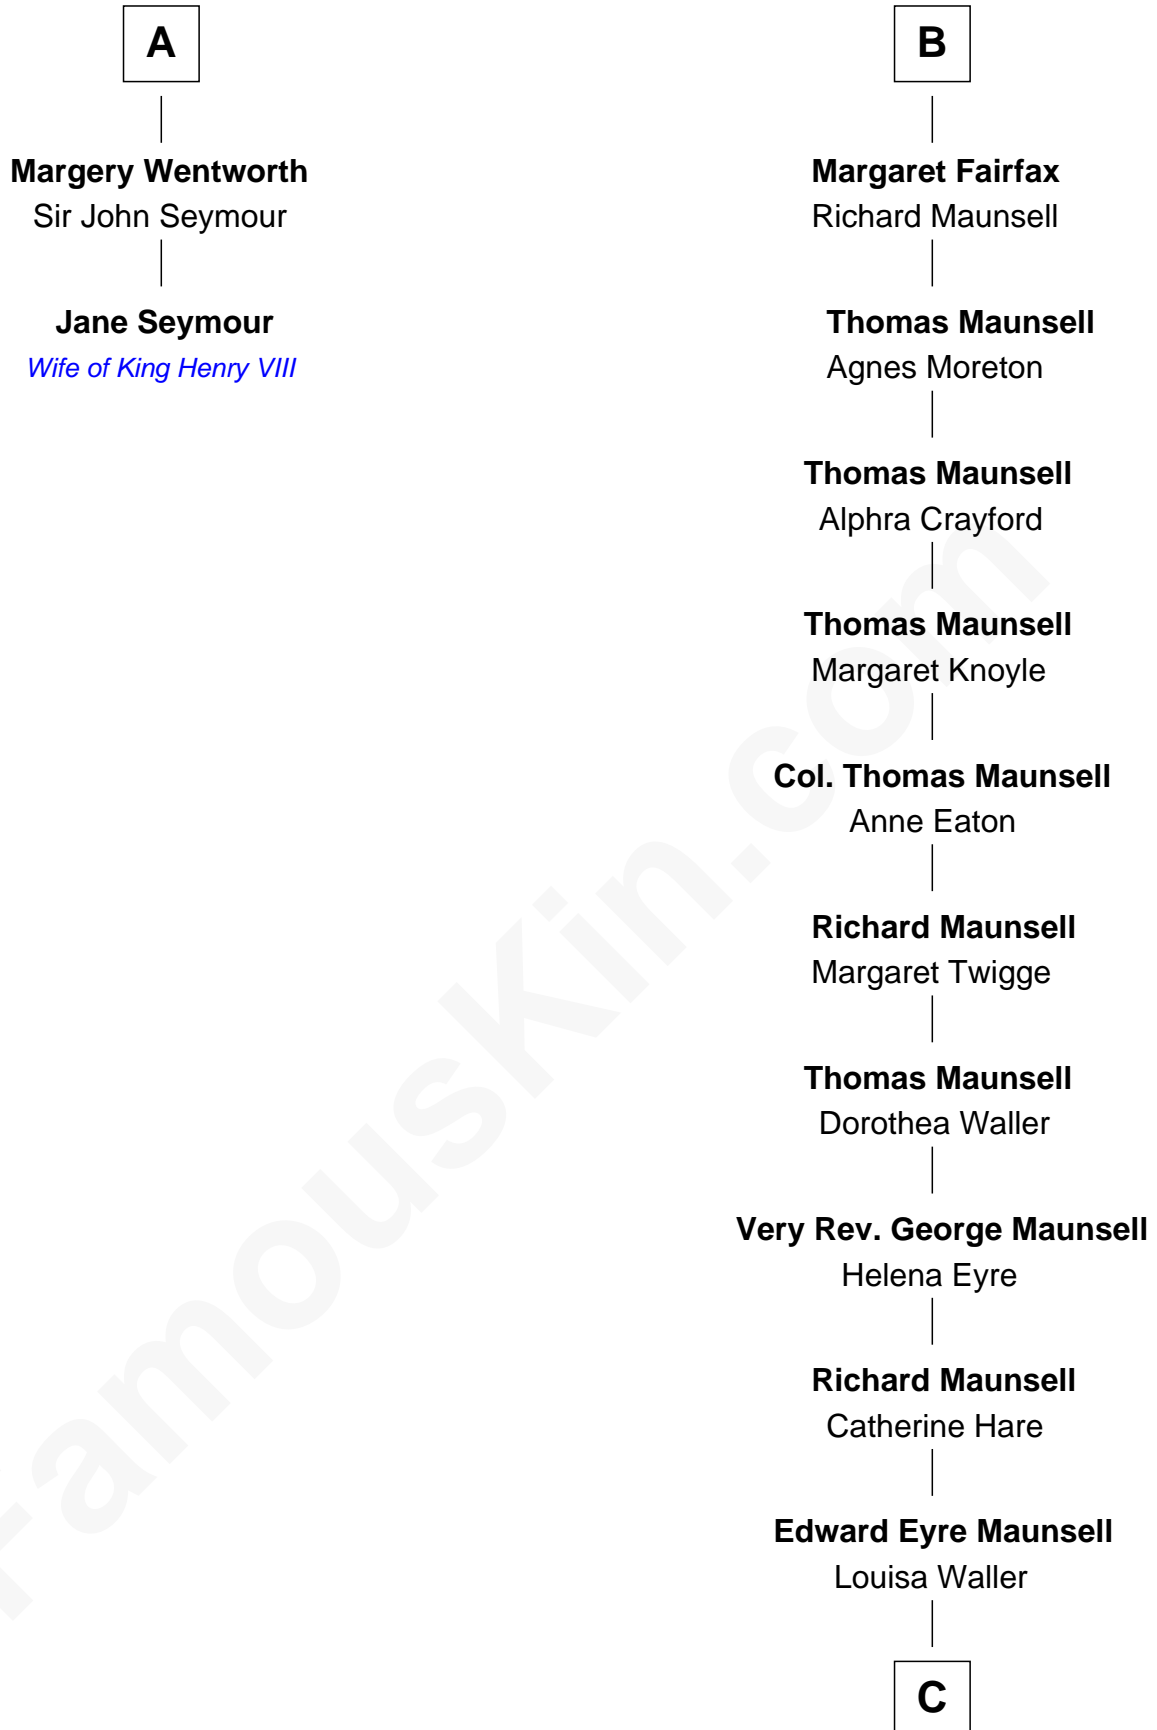 A
Margery Wentworth
Sir John Seymour
Jane Seymour
Wife of King Henry VIII
B
Margaret Fairfax
Richard Maunsell
Thomas Maunsell
Agnes Moreton
Thomas Maunsell
Alphra Crayford
Thomas Maunsell
Margaret Knoyle
Col. Thomas Maunsell
Anne Eaton
Richard Maunsell
Margaret Twigge
Thomas Maunsell
Dorothea Waller
Very Rev. George Maunsell
Helena Eyre
Richard Maunsell
Catherine Hare
Edward Eyre Maunsell
Louisa Waller
C
FamousKin.com